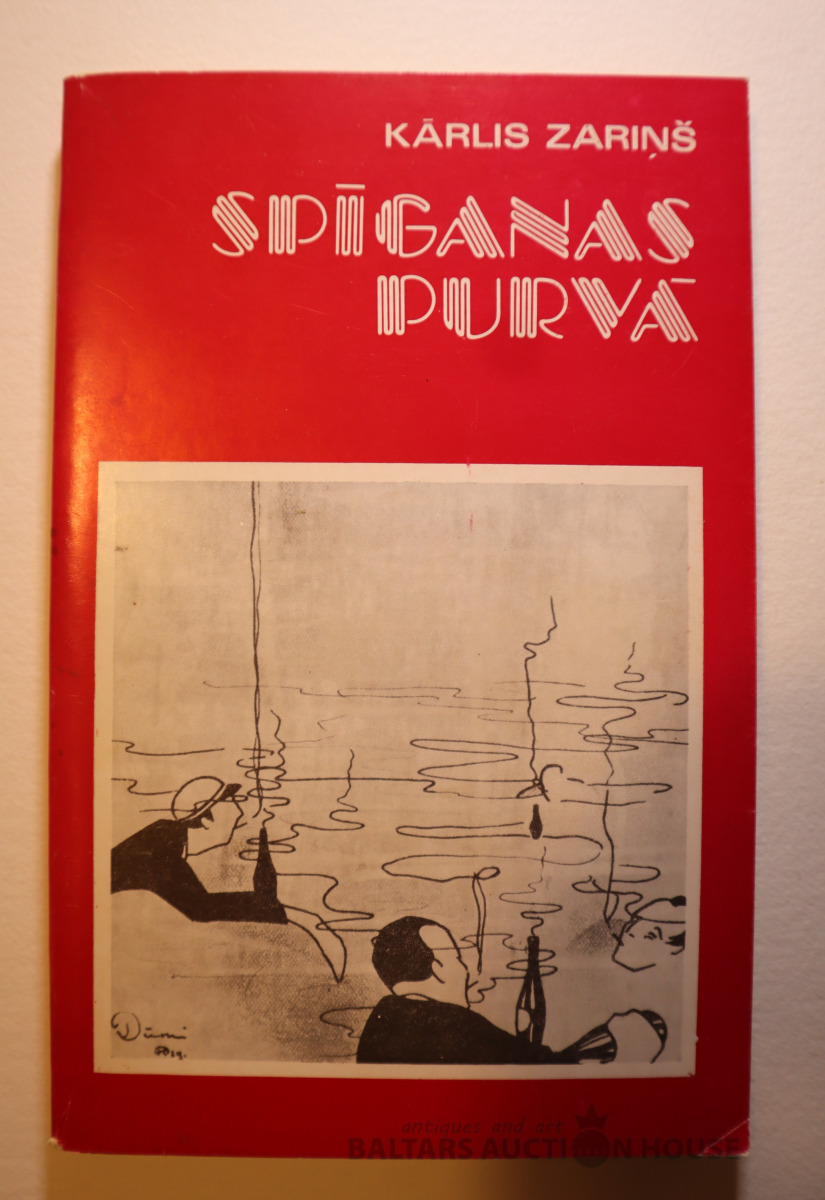 KĀRLIS ZARIŅŠ
SPĪGANAS
PURVĀ
antiques and art
BALTARS AUCTION HOUSE